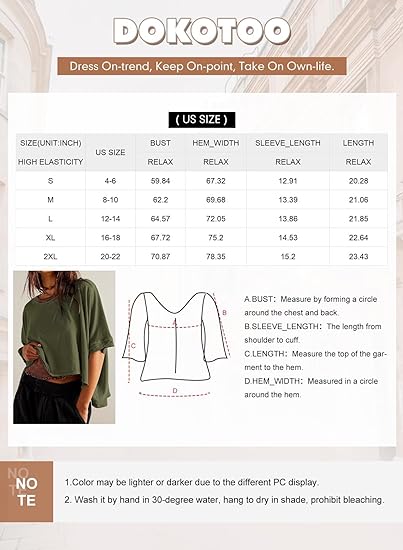 DOKOTOO
Dress On-trend, Keep On-point, Take On Own-life.
( US SIZE )
SIZE(UNIT:INCH) HIGH ELASTICITY US SIZE BUST RELAX HEM_WIDTH RELAX SLEEVE_LENGTH RELAX LENGTH RELAX
S 4-6 59.84 67.32 12.91 20.28
M 8-10 62.2 69.68 13.39 21.06
L 12-14 64.57 72.05 13.86 21.85
XL 16-18 67.72 75.2 14.53 22.64
2XL 20-22 70.87 78.35 15.2 23.43
A
B
C
D
A.BUST: Measure by forming a circle
around the chest and back.
B.SLEEVE_LENGTH: The length from
shoulder to cuff.
C.LENGTH: Measure the top of the gar-
ment to the hem.
D.HEM_WIDTH: Measured in a circle
around the hem.
NO
TE
NO
TE
1.Color may be lighter or darker due to the different PC display.
2. Wash it by hand in 30-degree water, hang to dry in shade, prohibit bleaching.